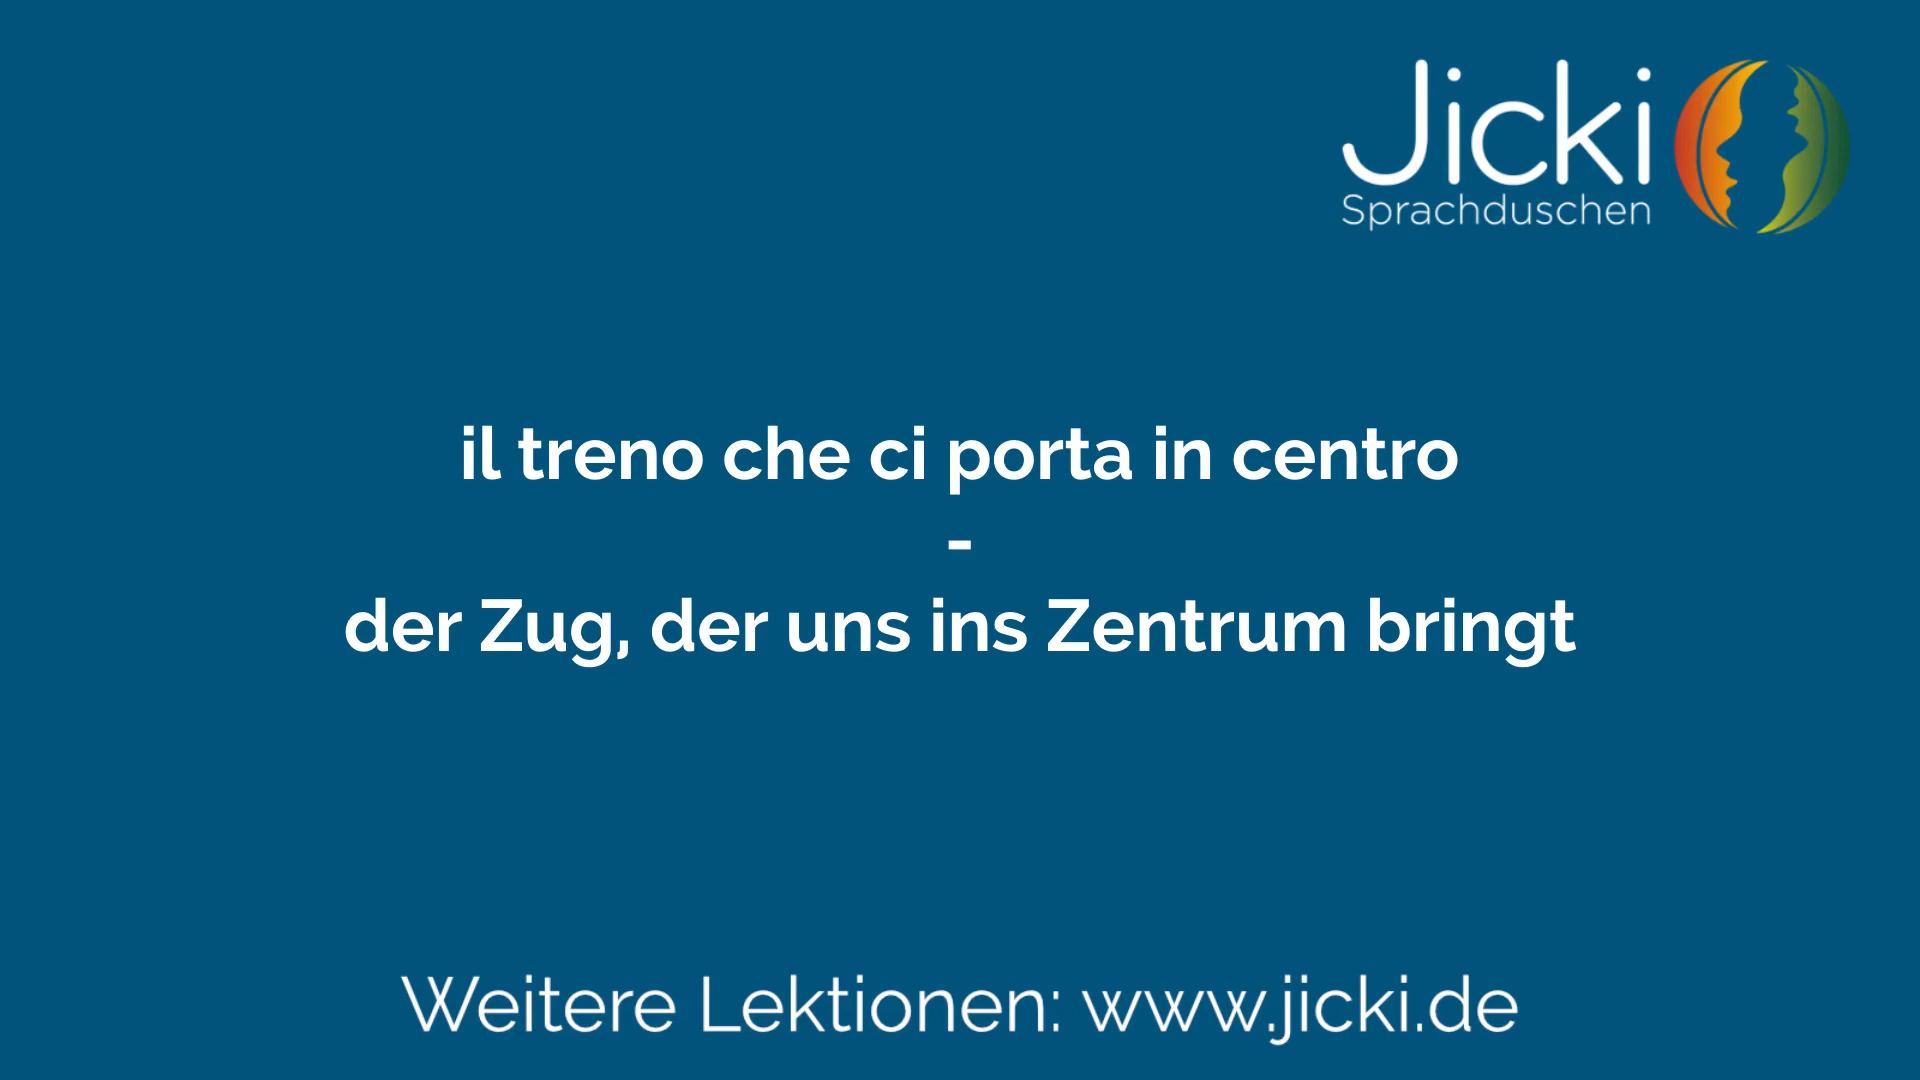 Jicki
Sprachduschen
il treno che ci porta in centro
-
der Zug, der uns ins Zentrum bringt
Weitere Lektionen: www.jicki.de